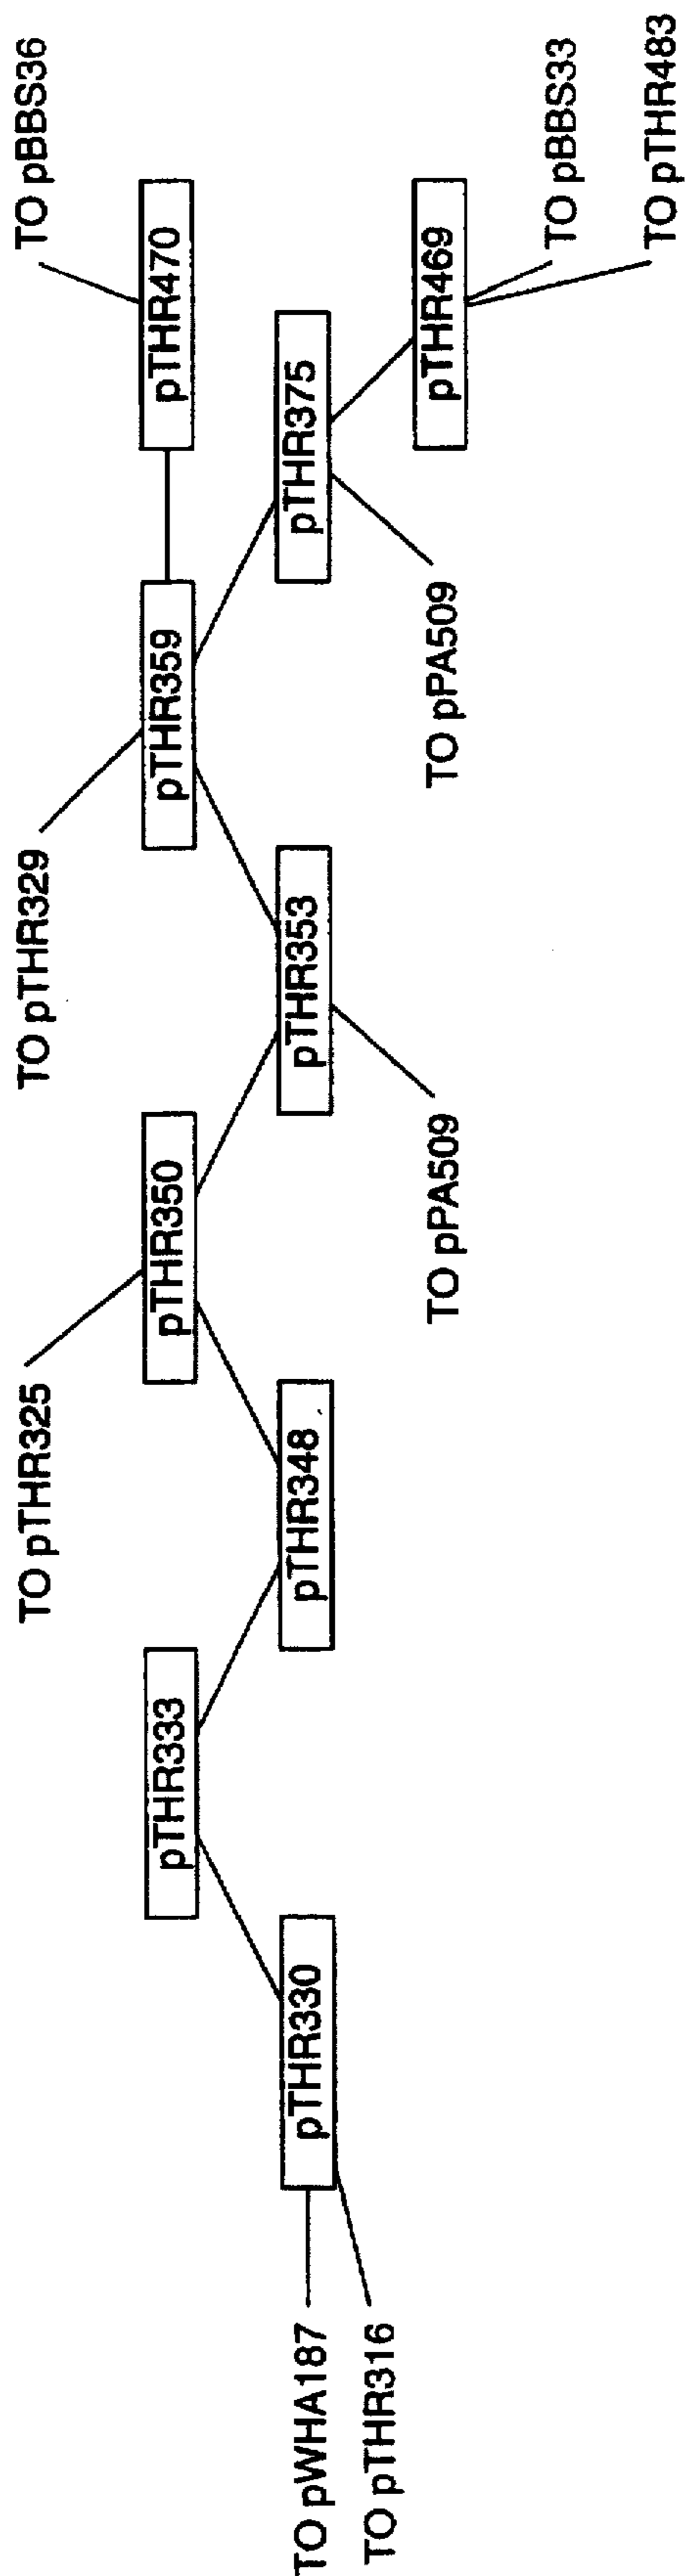 TO pWHA187
TO pTHR316
pTHR330
pTHR333
pTHR348
TO pTHR325
pTHR350
pTHR353
TO pPA509
TO pTHR329
pTHR359
pTHR375
TO pPA509
TO pBBS36
pTHR470
pTHR469
TO pBBS33
TO pTHR483